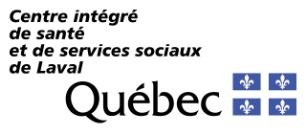 Centre intégré
de santé
et de services sociaux
de Laval
Québec